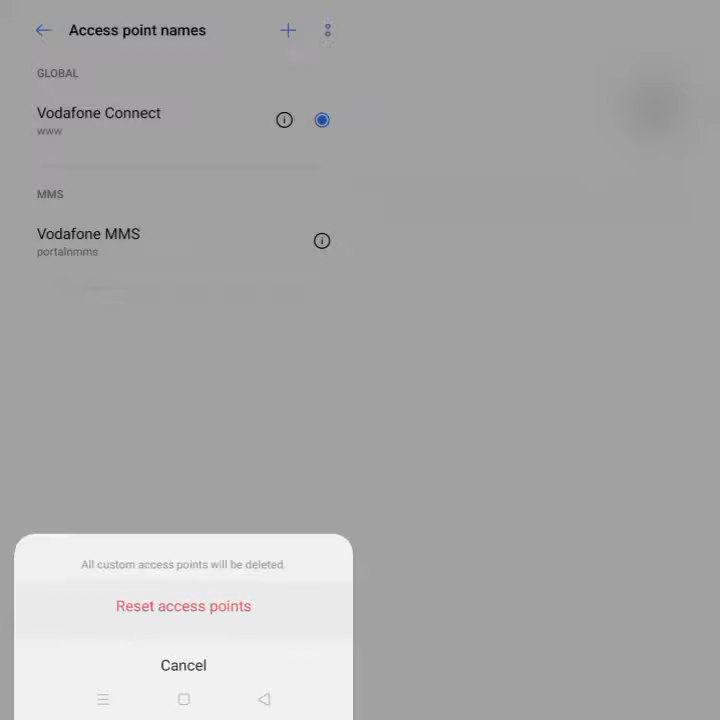 Access point names
GLOBAL
Vodafone Connect
www
MMS
Vodafone MMS
portalnmms
All custom access points will be deleted.
Reset access points
Cancel